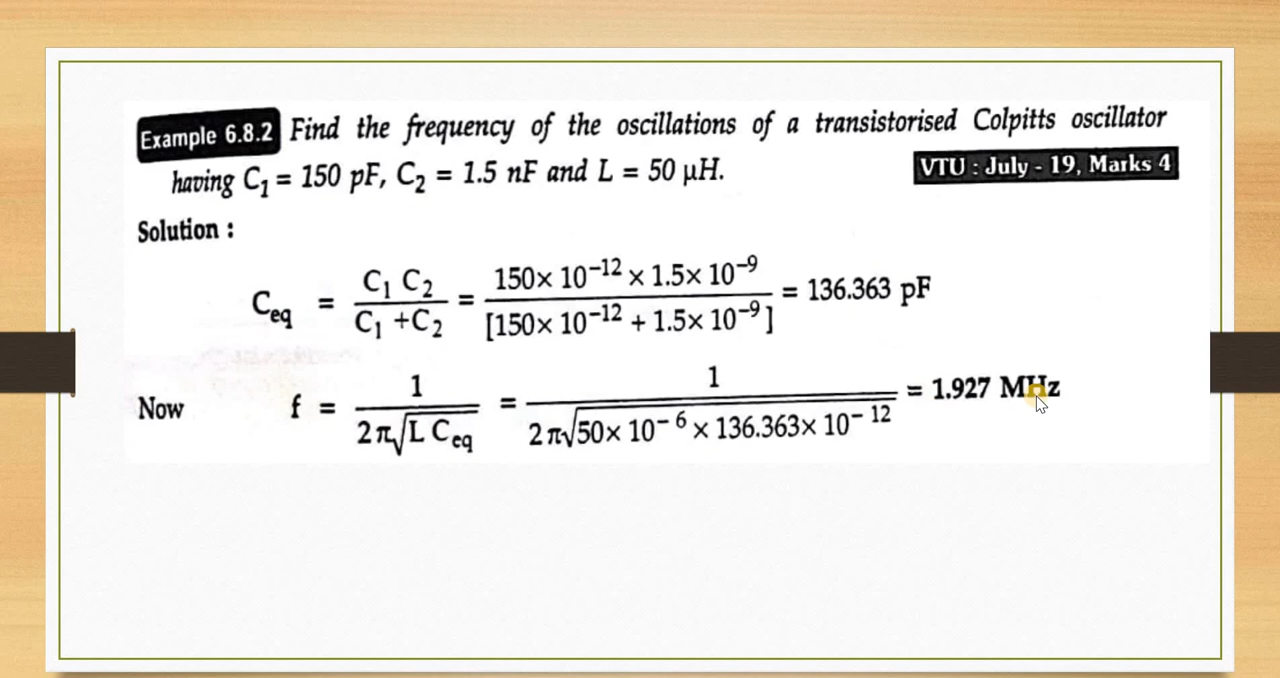 Example 6.8.2 Find the frequency of the oscillations of a transistorised Colpitts oscillator
having C₁ = 150 pF, C₂ = 1.5 nF and L = 50 μH.
VTU : July - 19, Marks 4
Solution :
C_eq = C₁ C₂ / C₁ +C₂ = 150× 10⁻¹² × 1.5× 10⁻⁹ / [150× 10⁻¹² + 1.5× 10⁻⁹ ] = 136.363 pF
Now f = 1 / 2π√L C_eq = 1 / 2π√50× 10⁻⁶ × 136.363× 10⁻¹² = 1.927 MHz